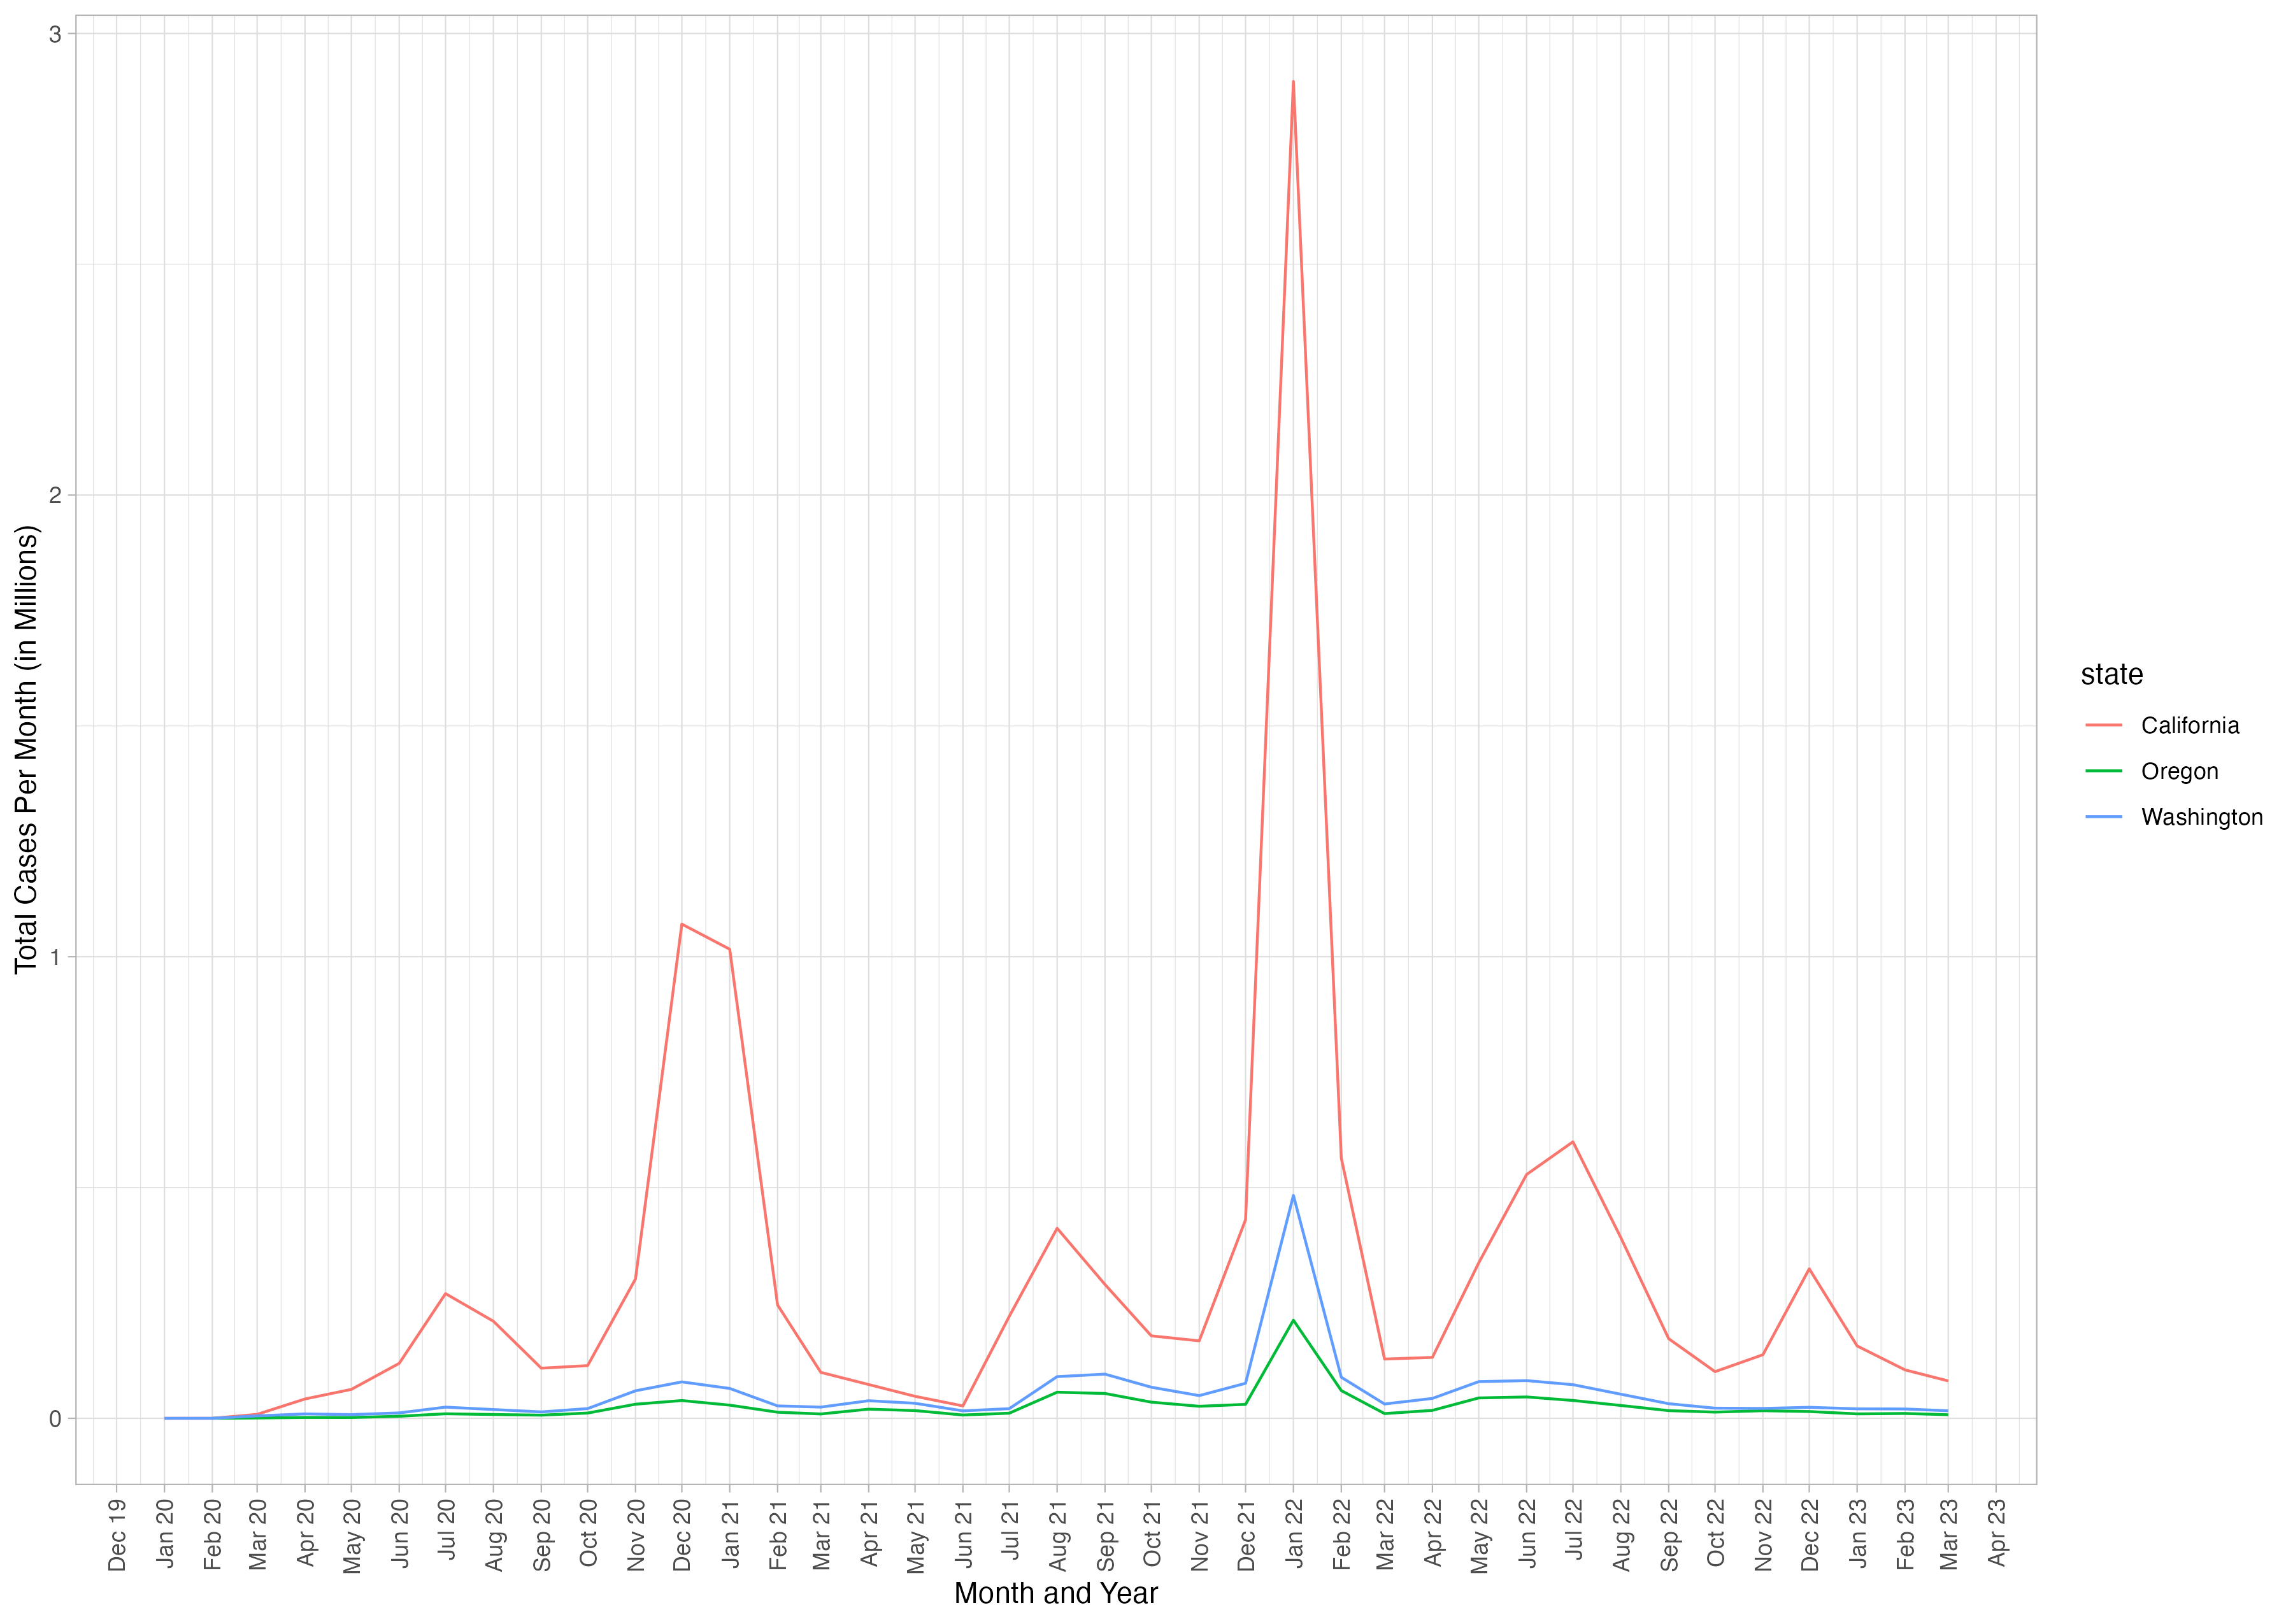 Total Cases Per Month (in Millions)
3
2
1
0
Dec 19
Jan 20
Feb 20
Mar 20
Apr 20
May 20
Jun 20
Jul 20
Aug 20
Sep 20
Oct 20
Nov 20
Dec 20
Jan 21
Feb 21
Mar 21
Apr 21
May 21
Jun 21
Jul 21
Aug 21
Sep 21
Oct 21
Nov 21
Dec 21
Jan 22
Feb 22
Mar 22
Apr 22
May 22
Jun 22
Jul 22
Aug 22
Sep 22
Oct 22
Nov 22
Dec 22
Jan 23
Feb 23
Mar 23
Apr 23
Month and Year
state
California
Oregon
Washington